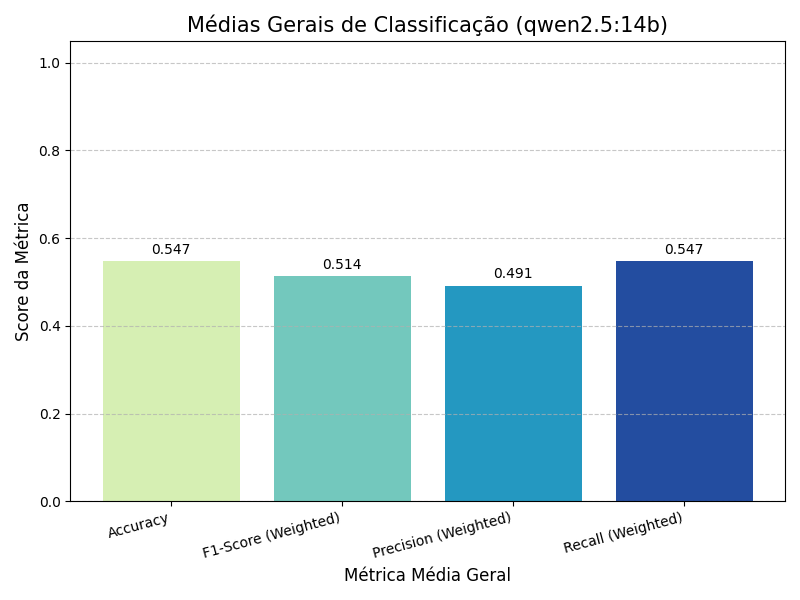 Médias Gerais de Classificação (qwen2.5:14b)
Score da Métrica
1.0
0.8
0.6
0.4
0.2
0.0
0.547
0.514
0.491
0.547
Accuracy
F1-Score (Weighted)
Precision (Weighted)
Recall (Weighted)
Métrica Média Geral